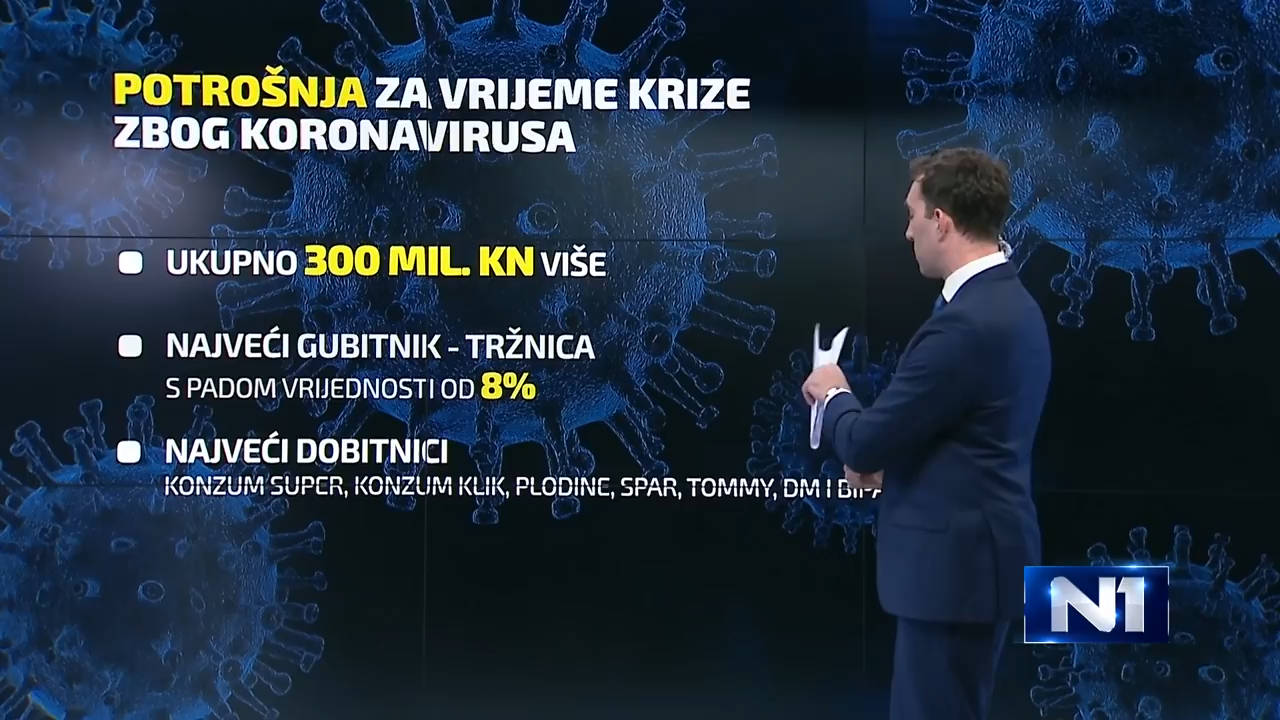 POTROŠNJA ZA VRIJEME KRIZE
ZBOG KORONAVIRUSA
UKUPNO 300 MIL. KN VIŠE
NAJVEĆI GUBITNIK - TRŽNICA
S PADOM VRIJEDNOSTI OD 8%
NAJVEĆI DOBITNICI
KONZUM SUPER, KONZUM KLIK, PLODINE, SPAR, TOMMY, DM I BIPA
N1